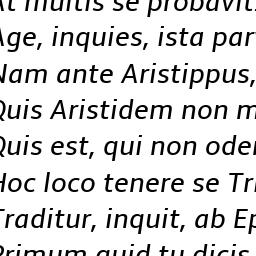 At multis se probavit.
Age, inquies, ista par
Nam ante Aristippus,
Quis Aristidem non m
Quis est, qui non oder
Hoc loco tenere se Tri
Traditur, inquit, ab Ep
Primum quid tu dicis